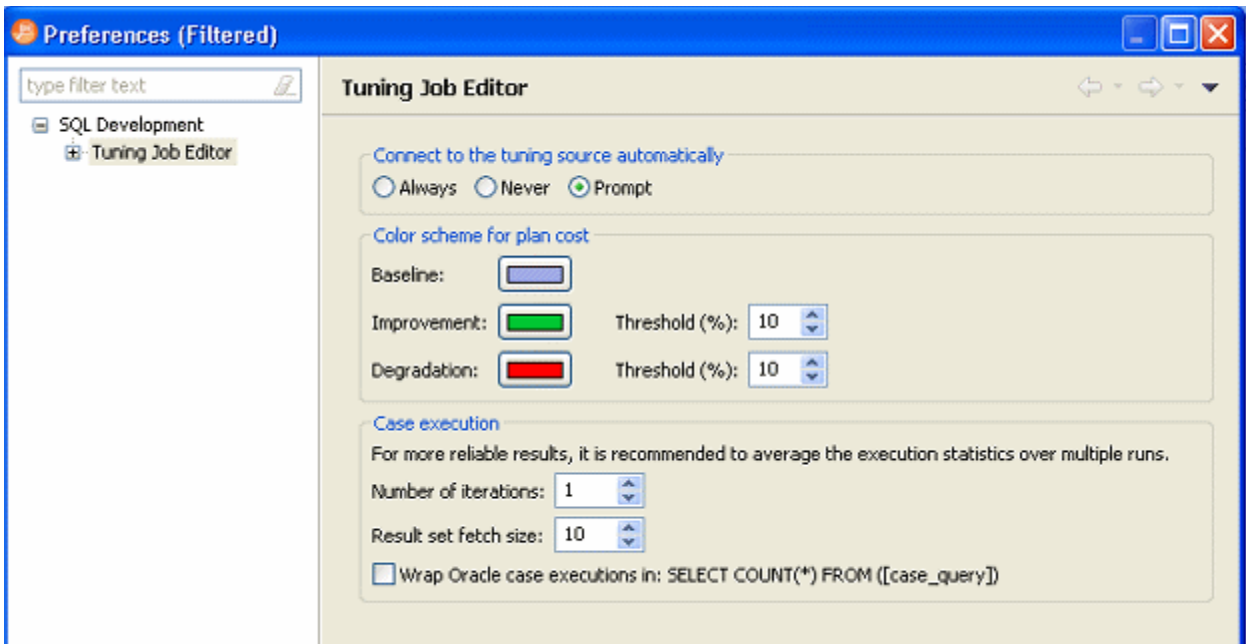 Preferences (Filtered)
type filter text
SQL Development
Tuning Job Editor
Tuning Job Editor
Connect to the tuning source automatically
Always Never Prompt
Color scheme for plan cost
Baseline:
Improvement: Threshold (%): 10
Degradation: Threshold (%): 10
Case execution
For more reliable results, it is recommended to average the execution statistics over multiple runs.
Number of iterations: 1
Result set fetch size: 10
Wrap Oracle case executions in: SELECT COUNT(*) FROM ([case_query])